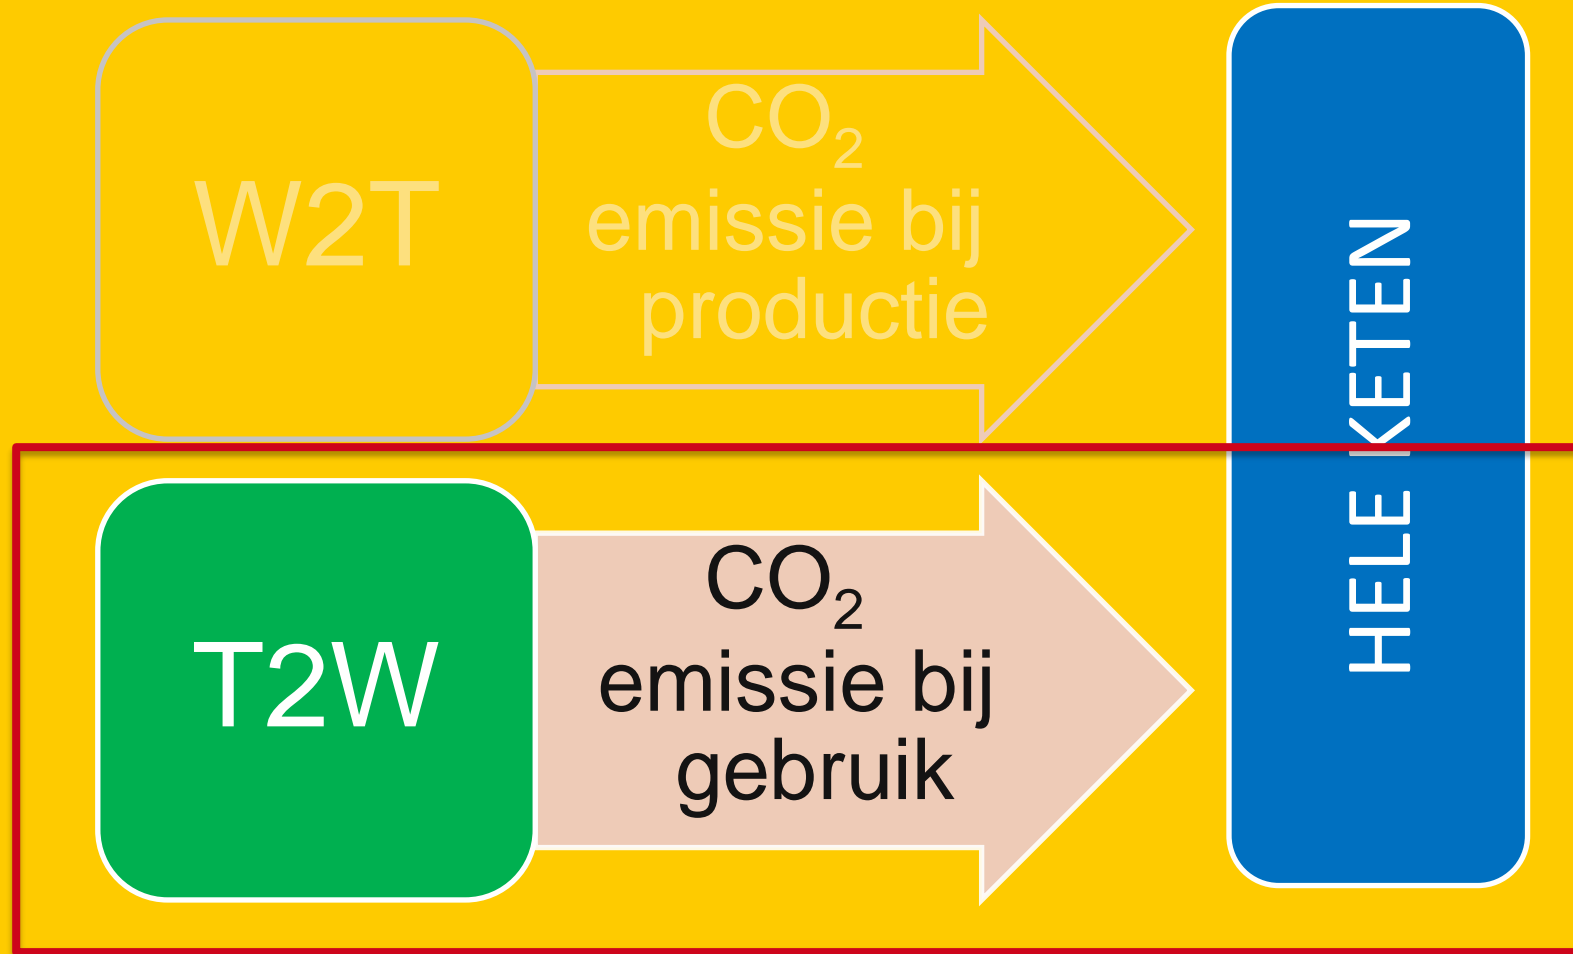 W2T
CO₂
emissie bij
productie
T2W
CO₂
emissie bij
gebruik
HELE KETEN